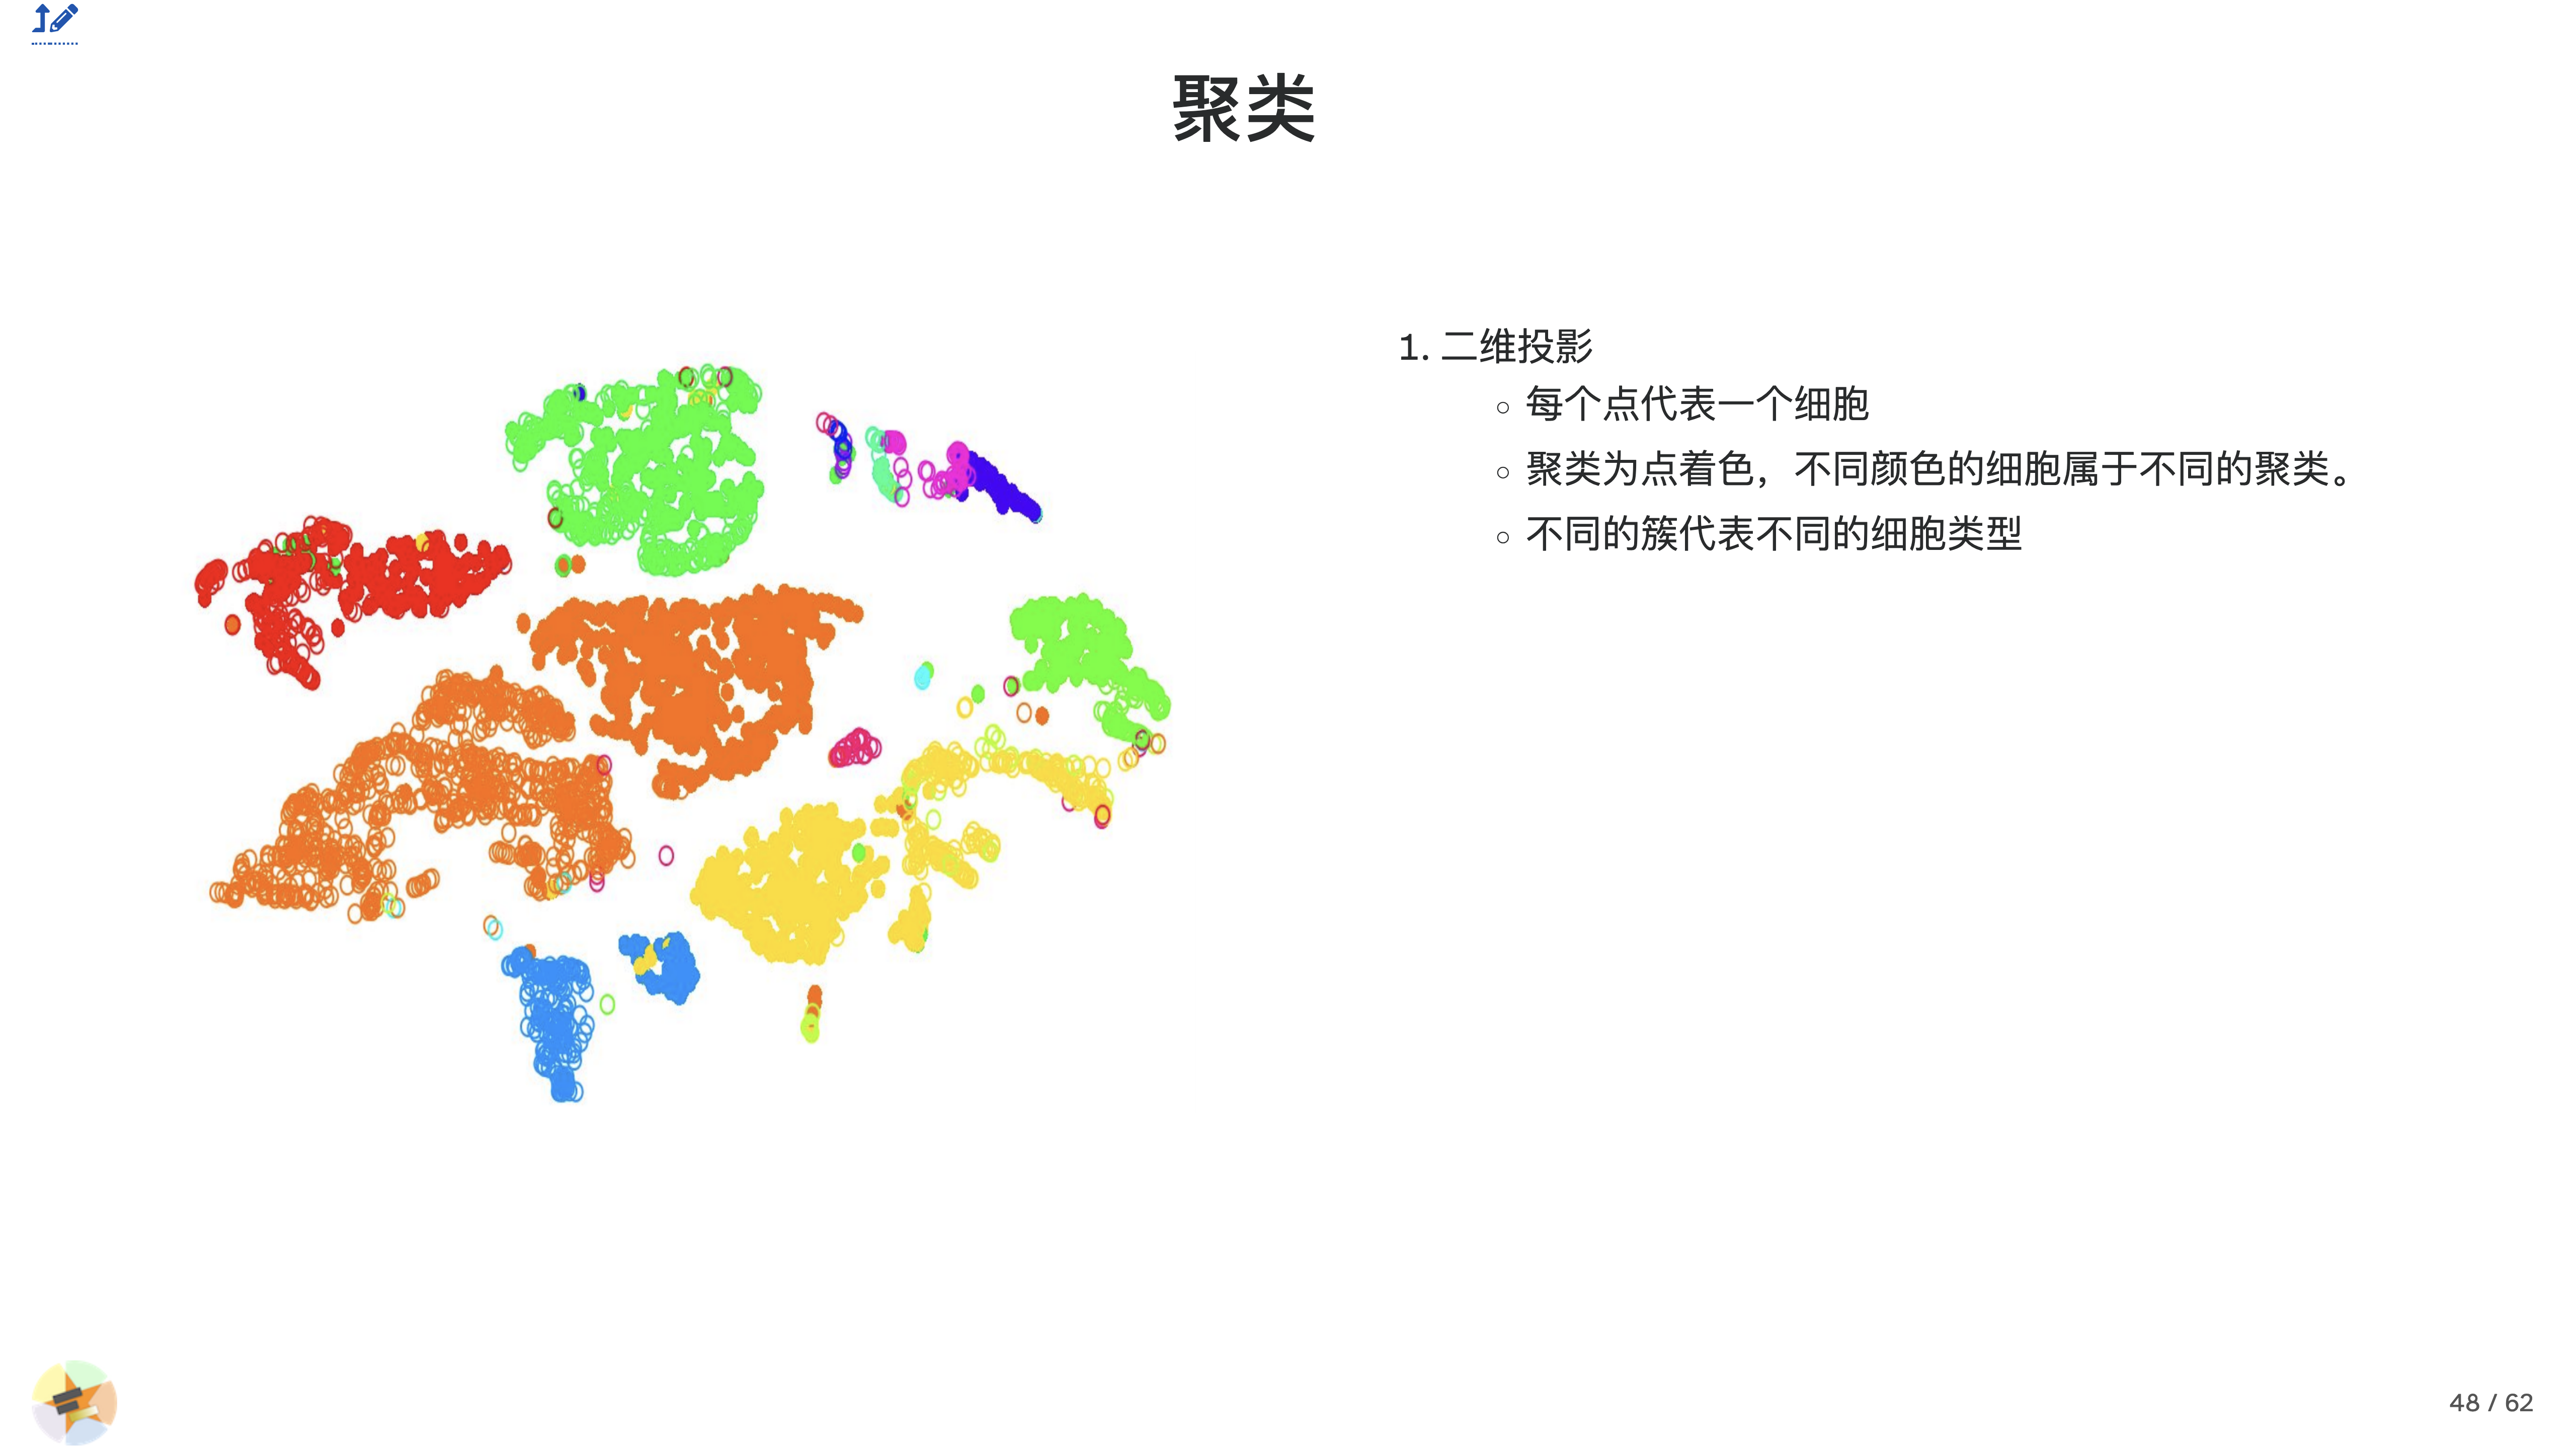 聚类
1. 二维投影
每个点代表一个细胞
聚类为点着色，不同颜色的细胞属于不同的聚类。
不同的簇代表不同的细胞类型
48 / 62